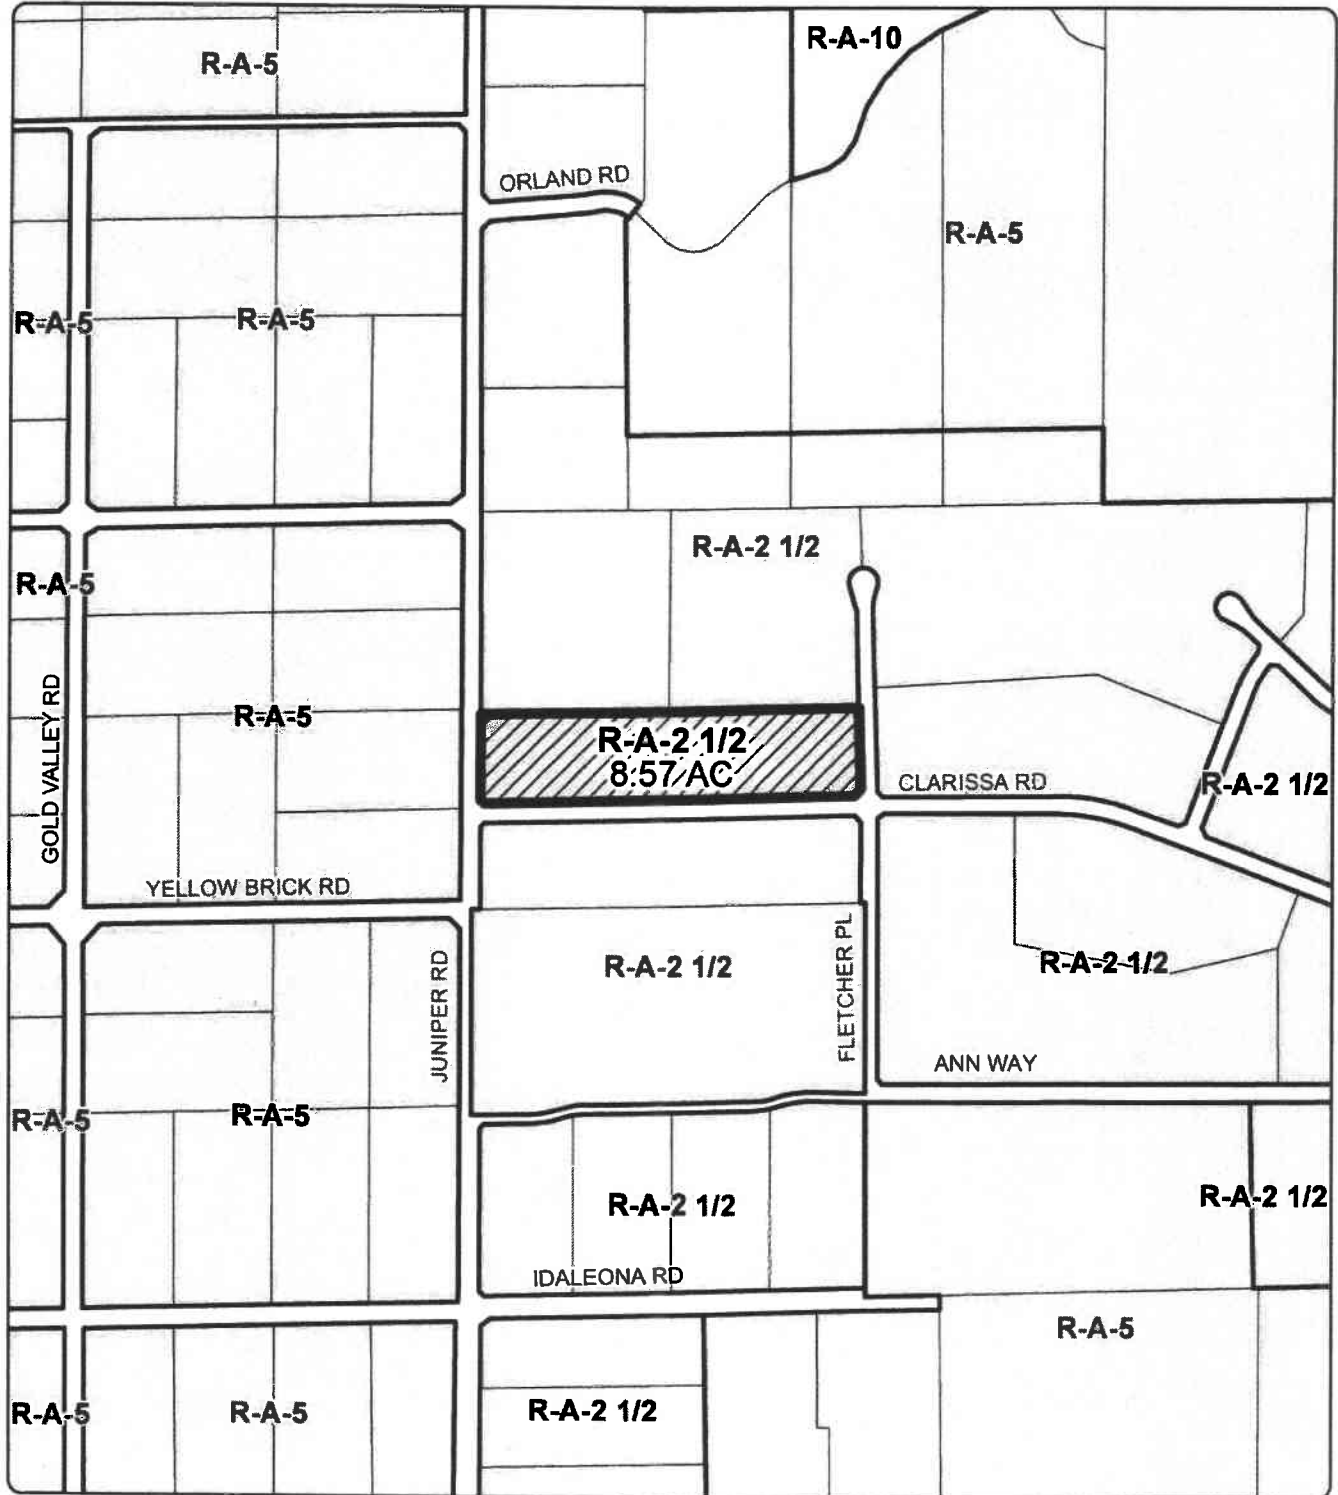 R-A-10
R-A-5
ORLAND RD
R-A-5
R-A-5
R-A-5
R-A-2 1/2
R-A-5
GOLD VALLEY RD
R-A-5
R-A-2 1/2
8.57 AC
CLARISSA RD
R-A-2 1/2
YELLOW BRICK RD
JUNIPER RD
R-A-2 1/2
FLETCHER PL
R-A-2 1/2
ANN WAY
R-A-5
R-A-5
R-A-2 1/2
R-A-2 1/2
IDALEONA RD
R-A-5
R-A-5
R-A-5
R-A-2 1/2